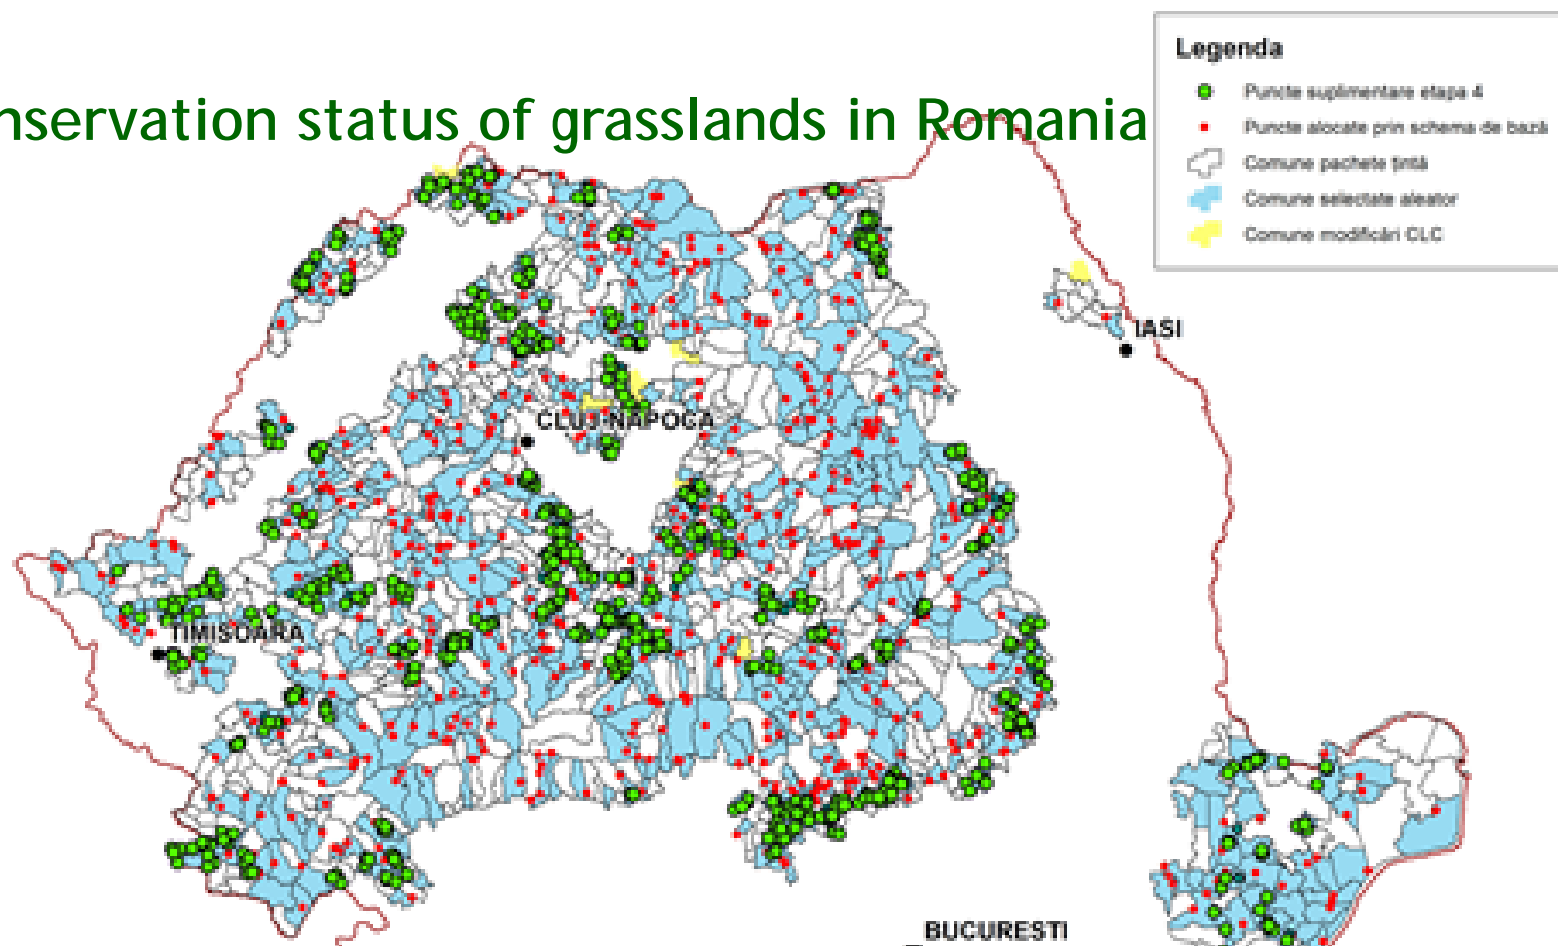 nservation status of grasslands in Romania
Legenda
Puncte suplimentare etapa 4
Puncte alocate prin schema de bază
Comune pachete țintă
Comune selectate aleator
Comune modificări CLC
IASI
CLUJ-NAPOCA
TIMISOARA
BUCURESTI